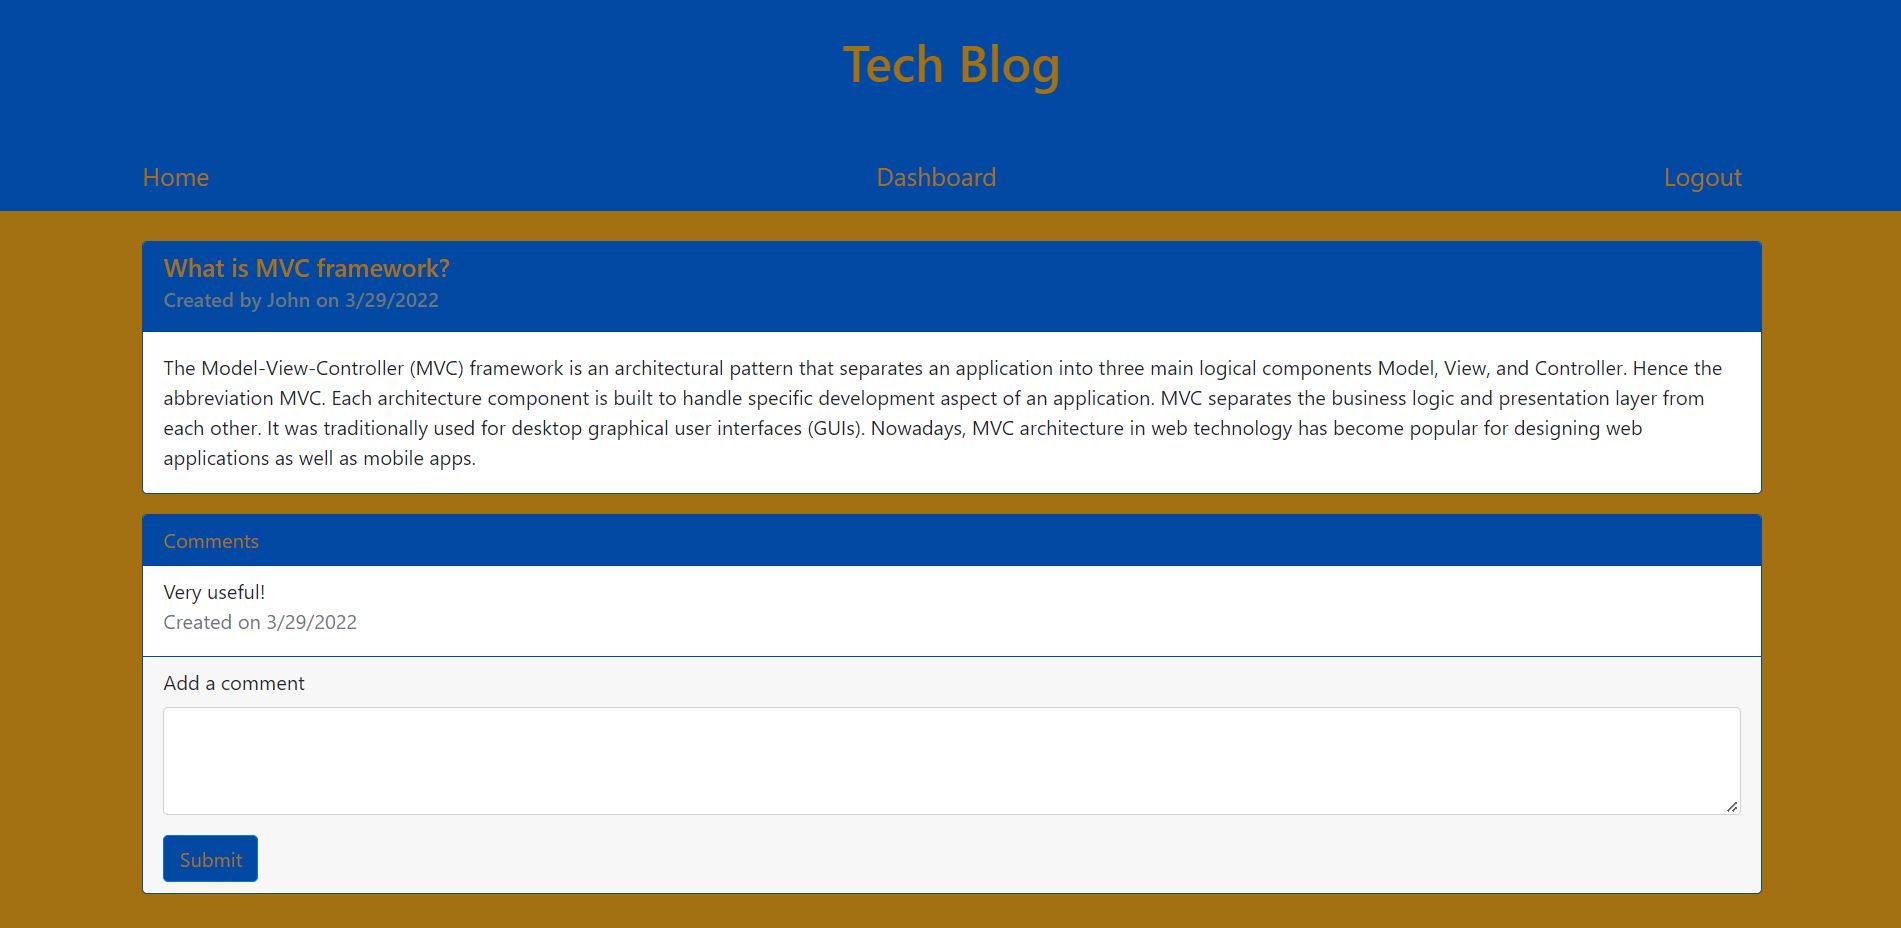 Tech Blog
Home Dashboard Logout
What is MVC framework?
Created by John on 3/29/2022
The Model-View-Controller (MVC) framework is an architectural pattern that separates an application into three main logical components Model, View, and Controller. Hence the
abbreviation MVC. Each architecture component is built to handle specific development aspect of an application. MVC separates the business logic and presentation layer from
each other. It was traditionally used for desktop graphical user interfaces (GUIs). Nowadays, MVC architecture in web technology has become popular for designing web
applications as well as mobile apps.
Comments
Very useful!
Created on 3/29/2022
Add a comment
Submit